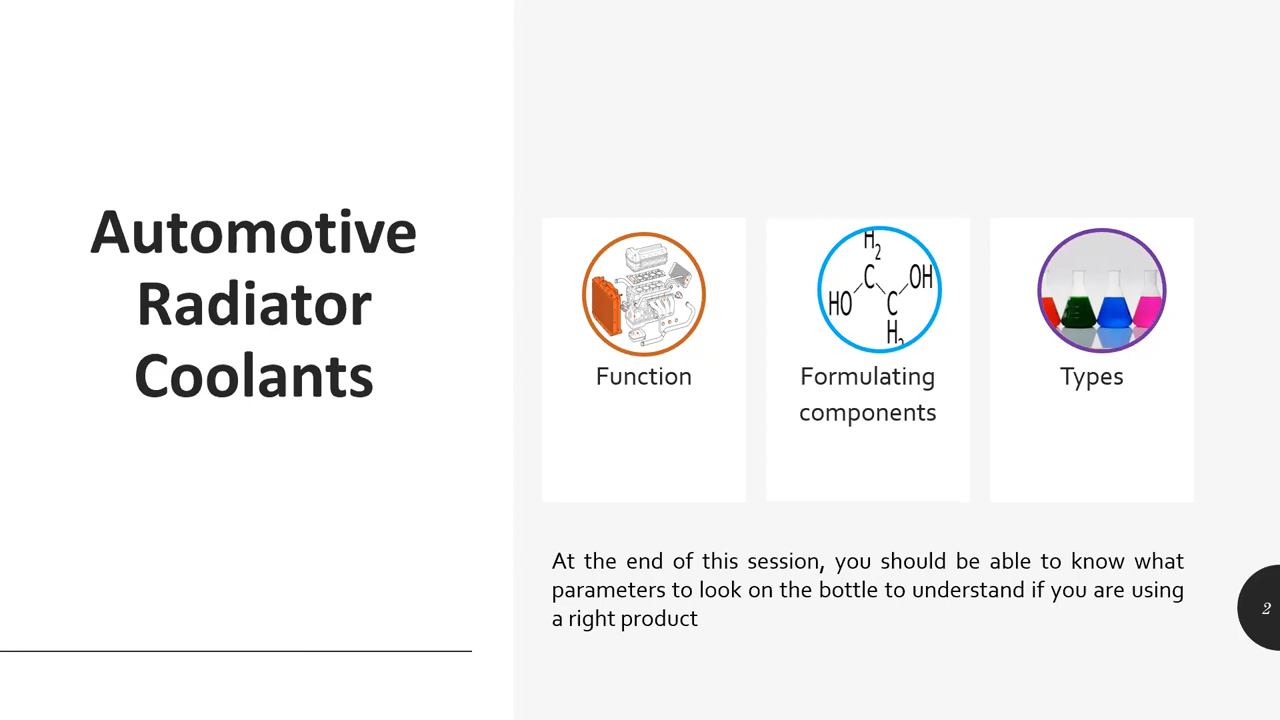 Automotive
Radiator
Coolants
H2
C
OH
HO
C
H2
Function
Formulating
components
Types
At the end of this session, you should be able to know what
parameters to look on the bottle to understand if you are using
a right product
2